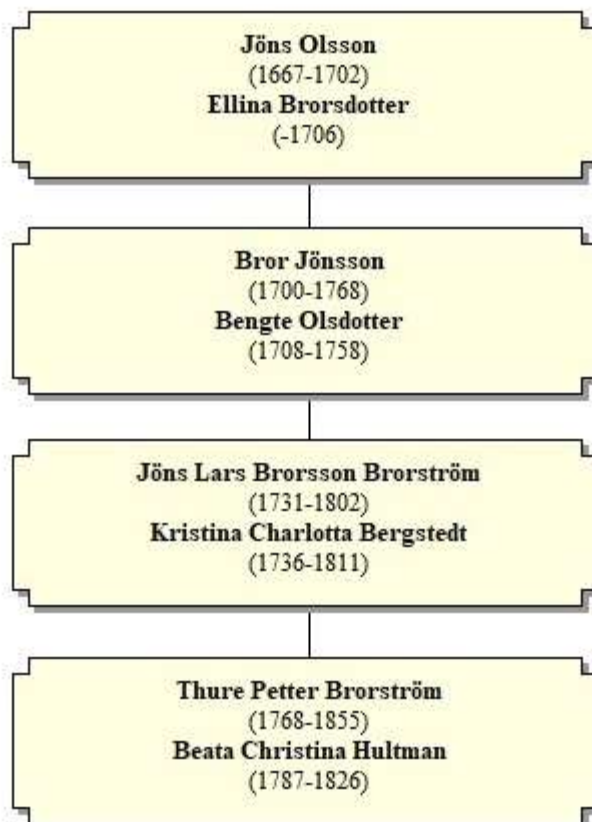 Jöns Olsson
(1667-1702)
Ellina Brorsdotter
(-1706)
Bror Jönsson
(1700-1768)
Bengte Olsdotter
(1708-1758)
Jöns Lars Brorsson Brorström
(1731-1802)
Kristina Charlotta Bergstedt
(1736-1811)
Thure Petter Brorström
(1768-1855)
Beata Christina Hultman
(1787-1826)